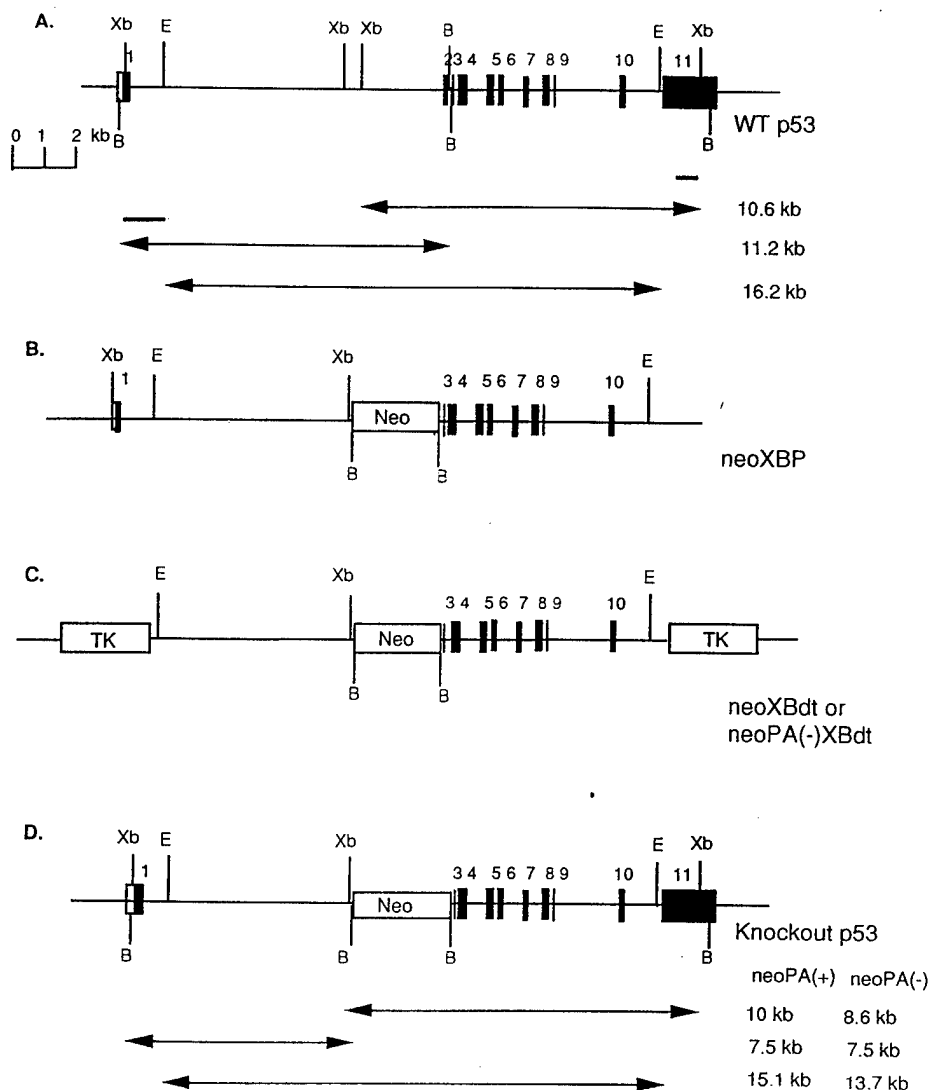 A.
Xb E Xb Xb B E Xb
1 2 3 4 5 6 7 8 9 10 11
WT p53
B B B
0 1 2 kb
10.6 kb
11.2 kb
16.2 kb
B.
Xb E Xb E
1 3 4 5 6 7 8 9 10
Neo
neoXBP
B B
C.
E Xb E
3 4 5 6 7 8 9 10
TK Neo TK
B B
neoXBdt or
neoPA(-)XBdt
D.
Xb E Xb E Xb
1 3 4 5 6 7 8 9 10 11
Neo
Knockout p53
B B B B
neoPA(+) neoPA(-)
10 kb 8.6 kb
7.5 kb 7.5 kb
15.1 kb 13.7 kb